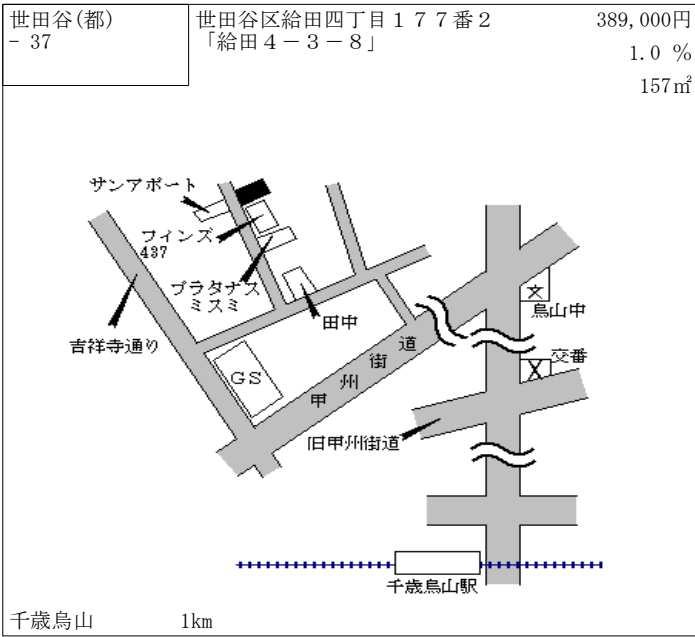 世田谷(都)
- 37
世田谷区給田四丁目１７７番２
「給田４－３－８」
389,000円
1.0 %
157㎡
サンアポート
フィンズ
437
プラタナス
ミスミ
田中
吉祥寺通り
GS
甲州街道
文
烏山中
交番
X
旧甲州街道
千歳烏山駅
千歳烏山 1km